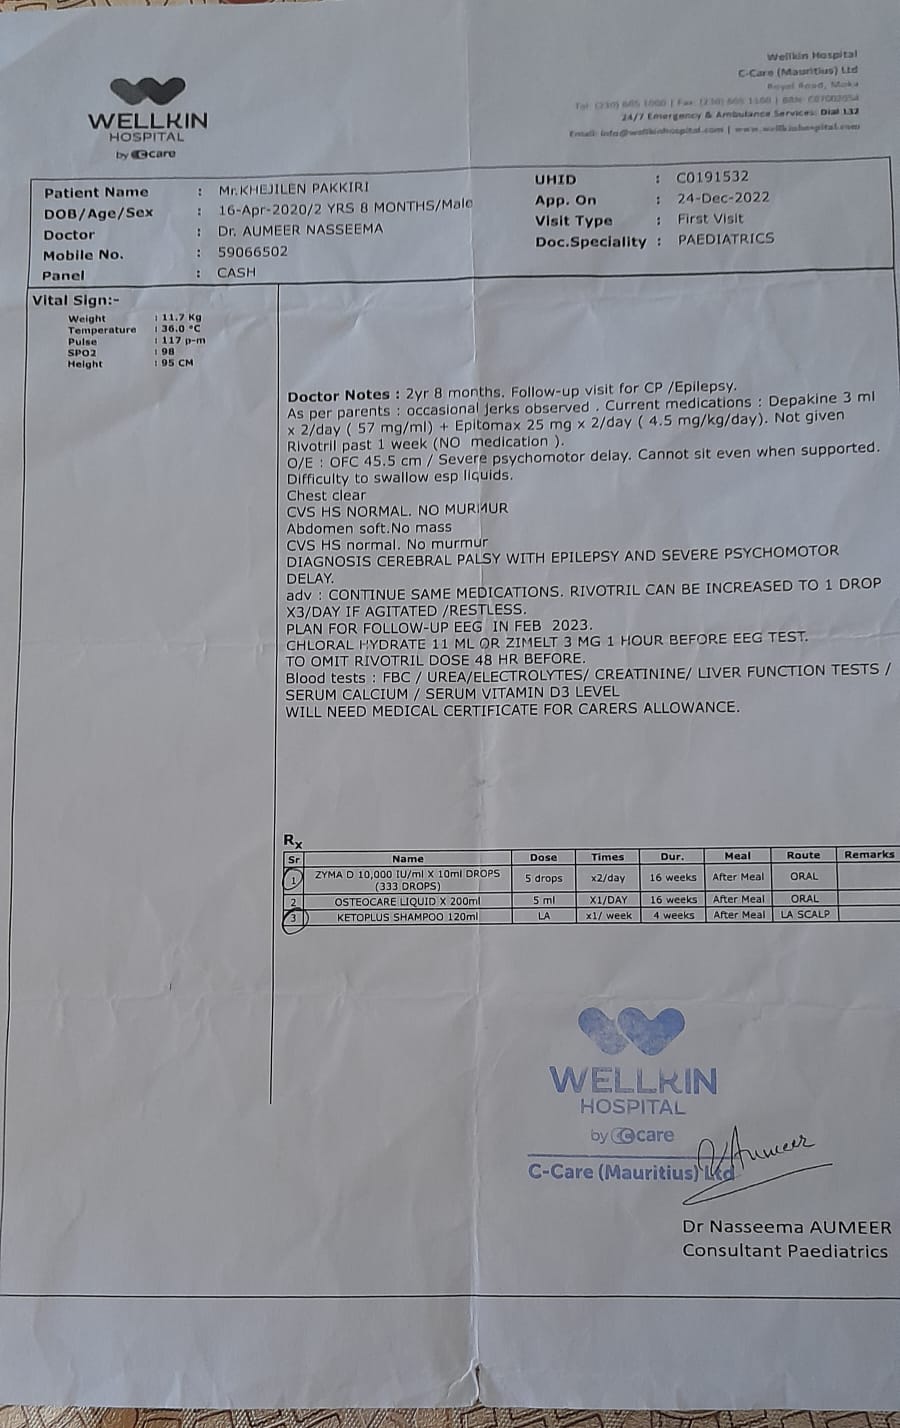 WELLKIN
HOSPITAL
by C care
Wellkin Hospital
C-Care (Mauritius) Ltd
Royal Road, Moka
24/7 Emergency & Ambulance Services: Dial 132
Email: info@wellkinhospital.com | www.wellkinhospital.com
Patient Name : Mr.KHEJILEN PAKKIRI
DOB/Age/Sex : 16-Apr-2020/2 YRS 8 MONTHS/Male
Doctor : Dr. AUMEER NASSEEMA
Mobile No. : 59066502
Panel : CASH
UHID : C0191532
App. On : 24-Dec-2022
Visit Type : First Visit
Doc.Speciality : PAEDIATRICS
Vital Sign:-
Weight : 11.7 Kg
Temperature : 36.0 °C
Pulse : 117 p-m
SPO2 : 98
Height : 95 CM
Doctor Notes : 2yr 8 months. Follow-up visit for CP /Epilepsy.
As per parents : occasional jerks observed . Current medications : Depakine 3 ml
x 2/day ( 57 mg/ml) + Epitomax 25 mg x 2/day ( 4.5 mg/kg/day). Not given
Rivotril past 1 week (NO medication ).
O/E : OFC 45.5 cm / Severe psychomotor delay. Cannot sit even when supported.
Difficulty to swallow esp liquids.
Chest clear
CVS HS NORMAL. NO MURMUR
Abdomen soft.No mass
CVS HS normal. No murmur
DIAGNOSIS CEREBRAL PALSY WITH EPILEPSY AND SEVERE PSYCHOMOTOR
DELAY.
adv : CONTINUE SAME MEDICATIONS. RIVOTRIL CAN BE INCREASED TO 1 DROP
X3/DAY IF AGITATED /RESTLESS.
PLAN FOR FOLLOW-UP EEG IN FEB 2023.
CHLORAL HYDRATE 11 ML OR ZIMELT 3 MG 1 HOUR BEFORE EEG TEST.
TO OMIT RIVOTRIL DOSE 48 HR BEFORE.
Blood tests : FBC / UREA/ELECTROLYTES/ CREATININE/ LIVER FUNCTION TESTS /
SERUM CALCIUM / SERUM VITAMIN D3 LEVEL
WILL NEED MEDICAL CERTIFICATE FOR CARERS ALLOWANCE.
Rx
Sr Name Dose Times Dur. Meal Route Remarks
1 ZYMA D 10,000 IU/ml X 10ml DROPS (333 DROPS) 5 drops x2/day 16 weeks After Meal ORAL
2 OSTEOCARE LIQUID X 200ml 5 ml X1/DAY 16 weeks After Meal ORAL
3 KETOPLUS SHAMPOO 120ml LA x1/ week 4 weeks After Meal LA SCALP
WELLKIN
HOSPITAL
by C care
C-Care (Mauritius) Ltd
Aumeer
Dr Nasseema AUMEER
Consultant Paediatrics